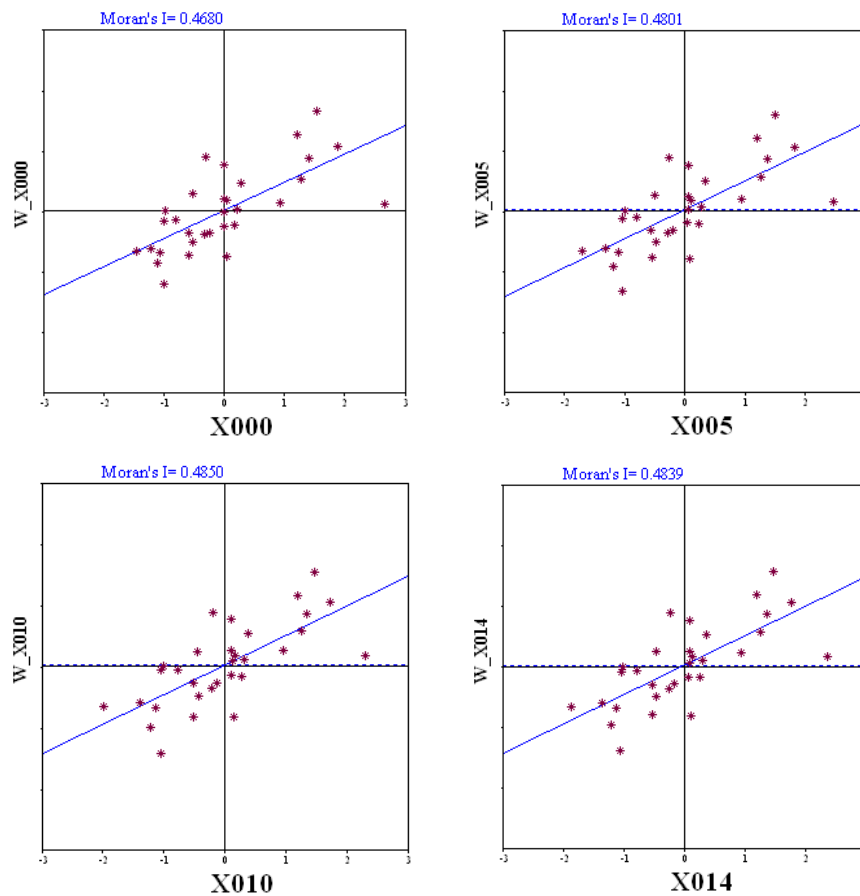 Moran's I= 0.4680
W_X000
-3 -2 -1 0 1 2 3
X000
Moran's I= 0.4801
W_X005
-3 -2 -1 0 1 2
X005
Moran's I= 0.4850
W_X010
-3 -2 -1 0 1 2 3
X010
Moran's I= 0.4839
W_X014
-3 -2 -1 0 1 2
X014